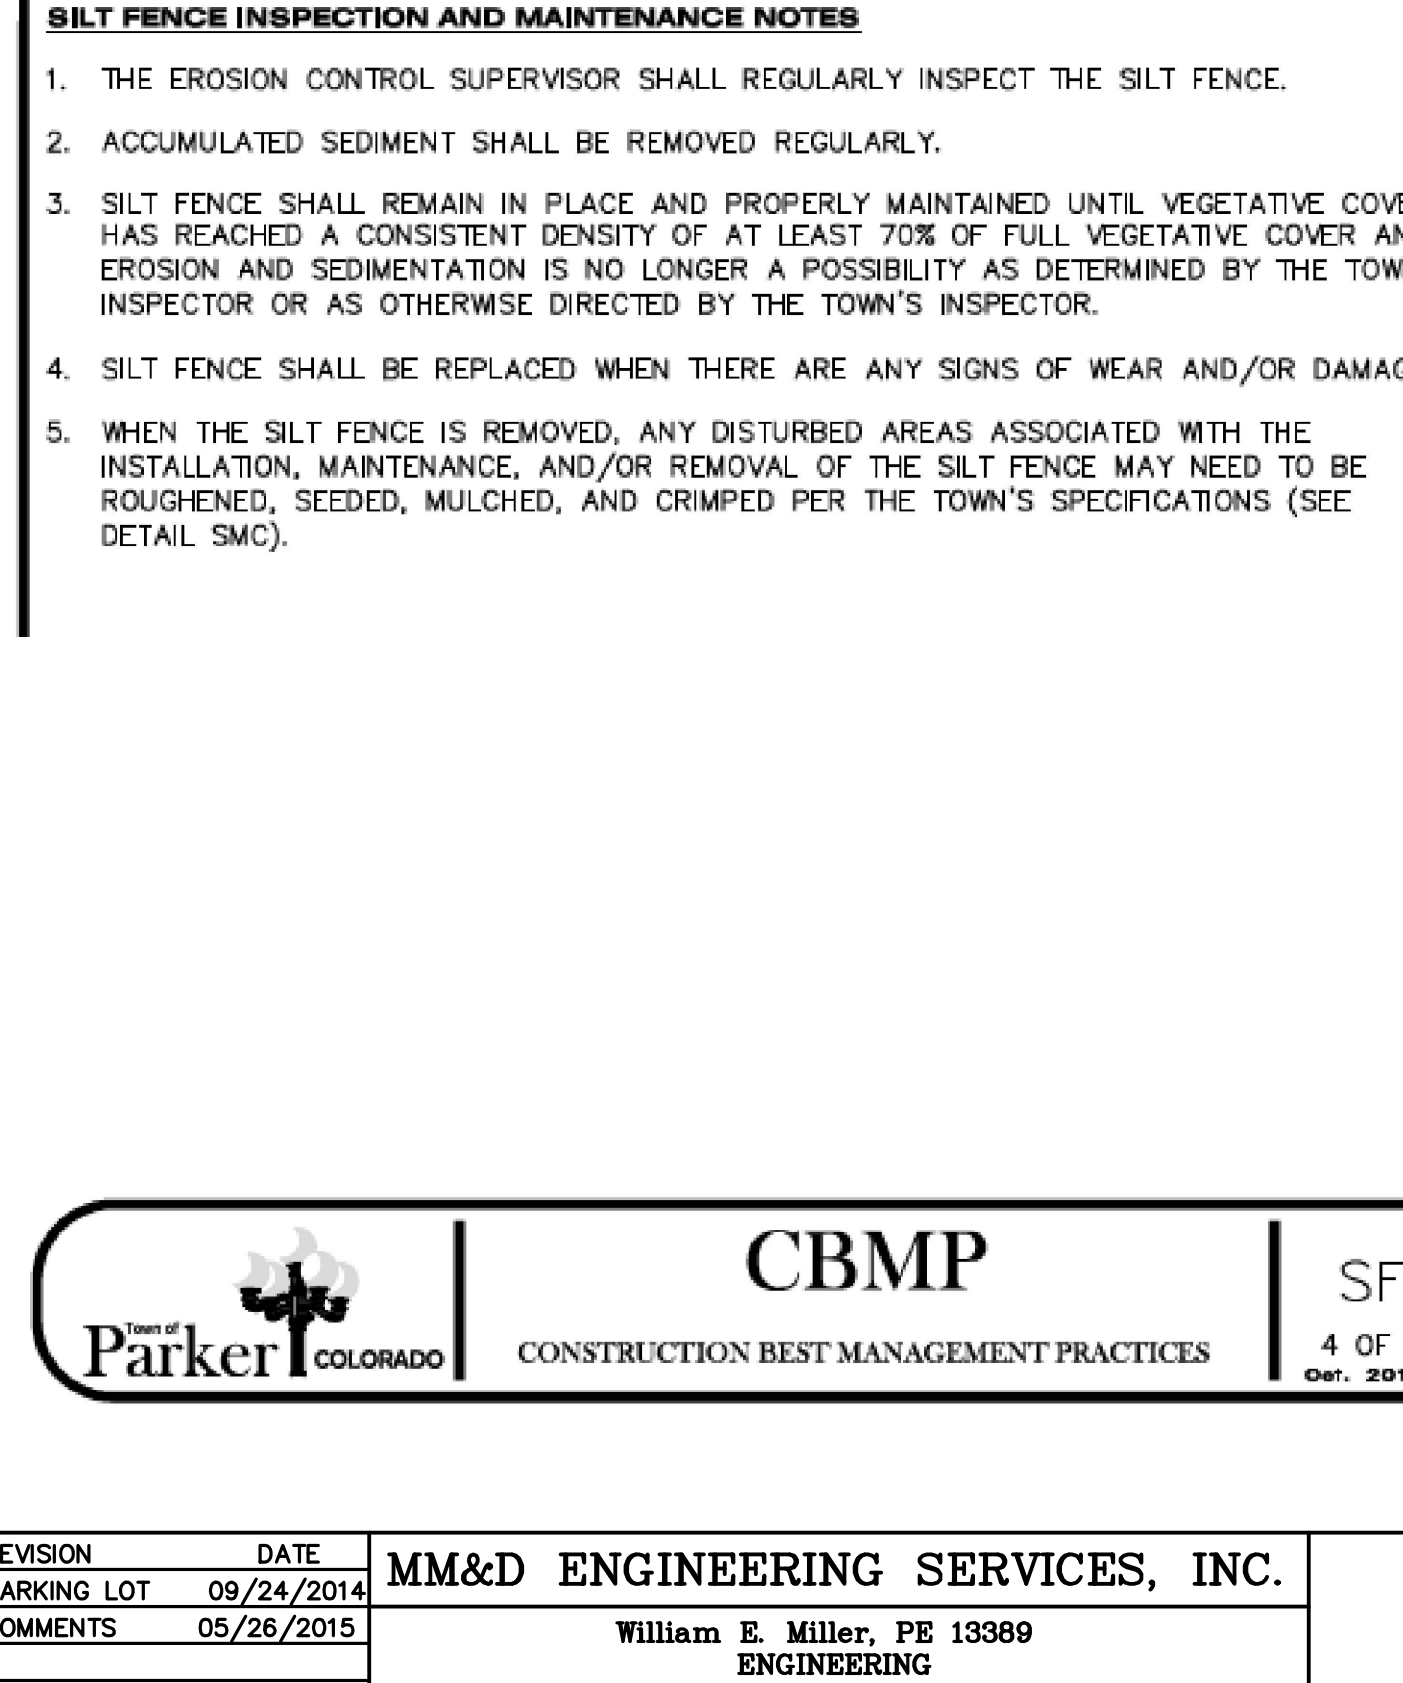 SILT FENCE INSPECTION AND MAINTENANCE NOTES
1. THE EROSION CONTROL SUPERVISOR SHALL REGULARLY INSPECT THE SILT FENCE.
2. ACCUMULATED SEDIMENT SHALL BE REMOVED REGULARLY.
3. SILT FENCE SHALL REMAIN IN PLACE AND PROPERLY MAINTAINED UNTIL VEGETATIVE
HAS REACHED A CONSISTENT DENSITY OF AT LEAST 70% OF FULL VEGETATIVE COVER
EROSION AND SEDIMENTATION IS NO LONGER A POSSIBILITY AS DETERMINED BY THE
INSPECTOR OR AS OTHERWISE DIRECTED BY THE TOWN'S INSPECTOR.
4. SILT FENCE SHALL BE REPLACED WHEN THERE ARE ANY SIGNS OF WEAR AND/OR
5. WHEN THE SILT FENCE IS REMOVED, ANY DISTURBED AREAS ASSOCIATED WITH THE
INSTALLATION, MAINTENANCE, AND/OR REMOVAL OF THE SILT FENCE MAY NEED TO BE
ROUGHENED, SEEDED, MULCHED, AND CRIMPED PER THE TOWN'S SPECIFICATIONS (SEE
DETAIL SMC).
Town of
Parker COLORADO
CBMP
CONSTRUCTION BEST MANAGEMENT PRACTICES
SF
4 OF
Oct.
EVISION DATE
ARKING LOT 09/24/2014
OMMENTS 05/26/2015
MM&D ENGINEERING SERVICES, INC.
William E. Miller, PE 13389
ENGINEERING